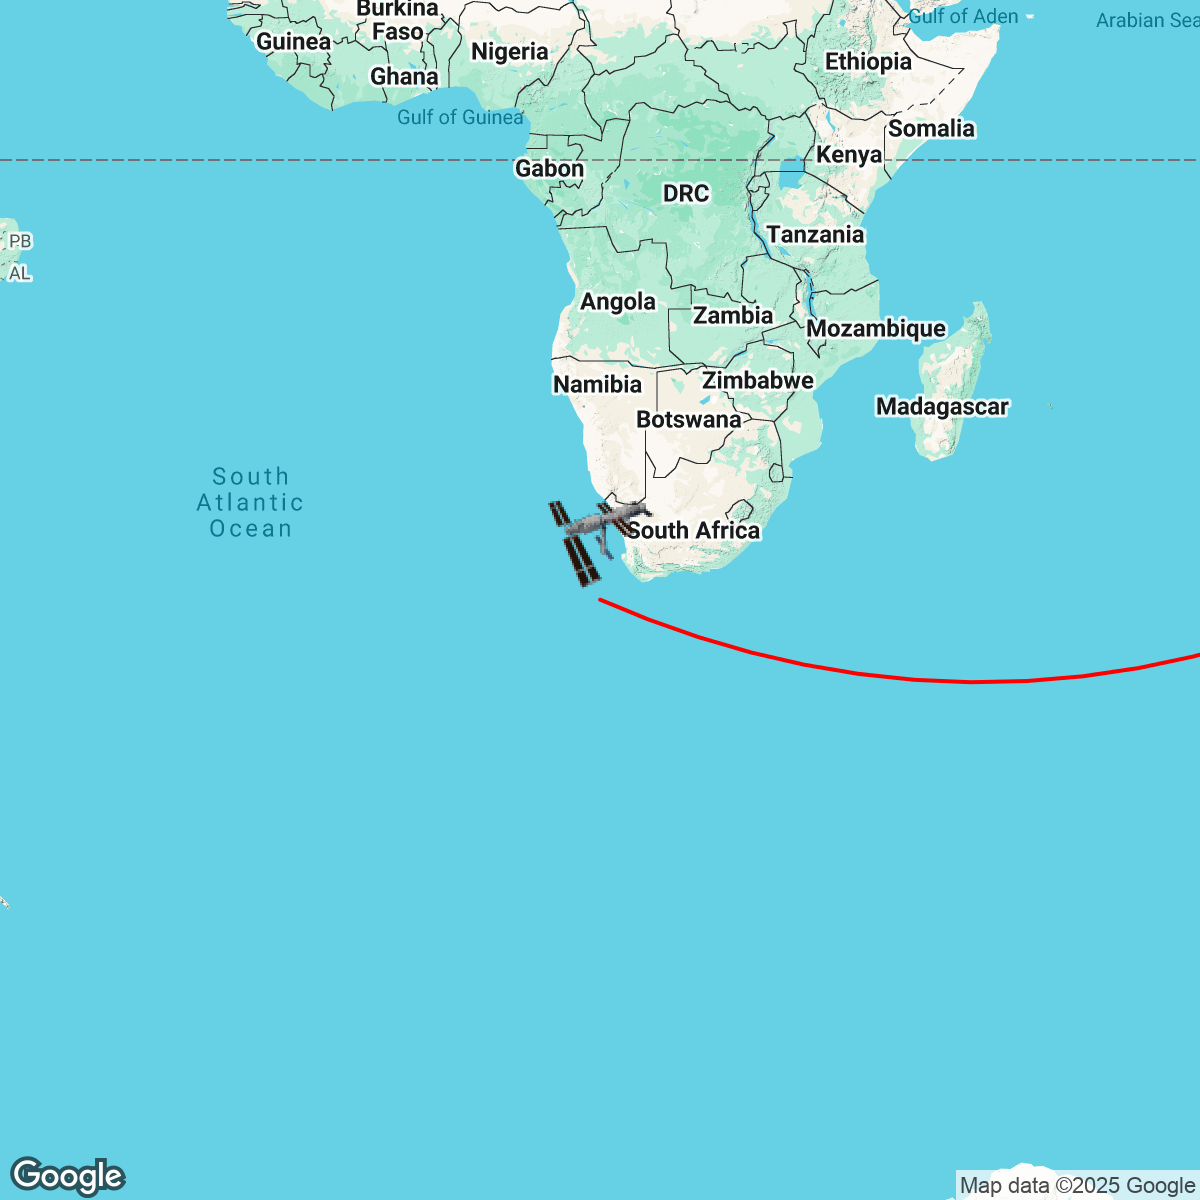 Burkina
Faso
Guinea
Nigeria
Ghana
Gulf of Guinea
Gulf of Aden
Arabian Sea
Ethiopia
Somalia
Kenya
Gabon
DRC
Tanzania
PB
AL
Angola
Zambia
Mozambique
Namibia
Zimbabwe
Botswana
Madagascar
South
Atlantic
Ocean
South Africa
Google
Map data ©2025 Google